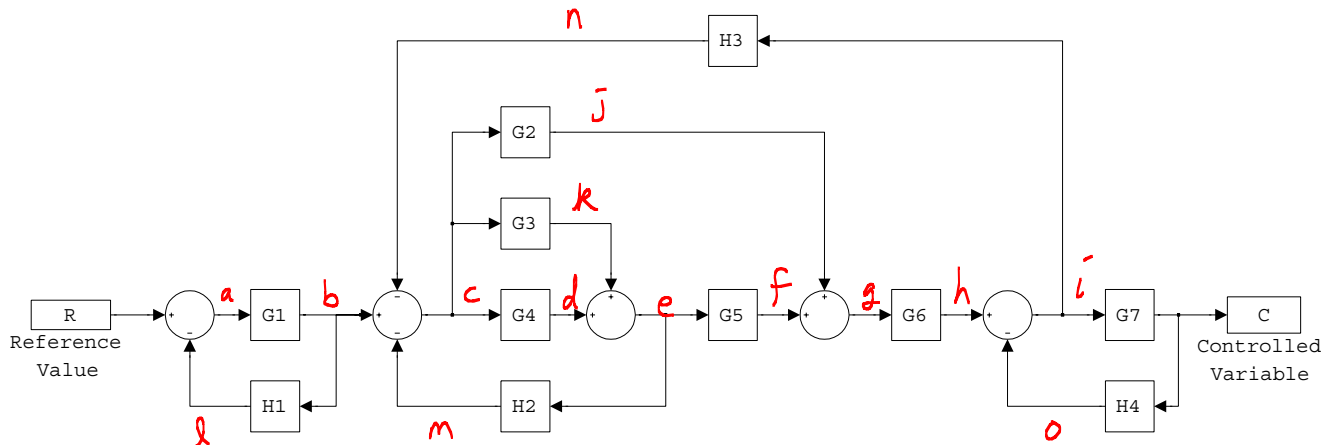 n
H3
j
G2
k
G3
a
b
c
d
e
f
g
h
i
R
G1
G4
G5
G6
G7
C
Reference
Value
Controlled
Variable
H1
H2
H4
l
m
o